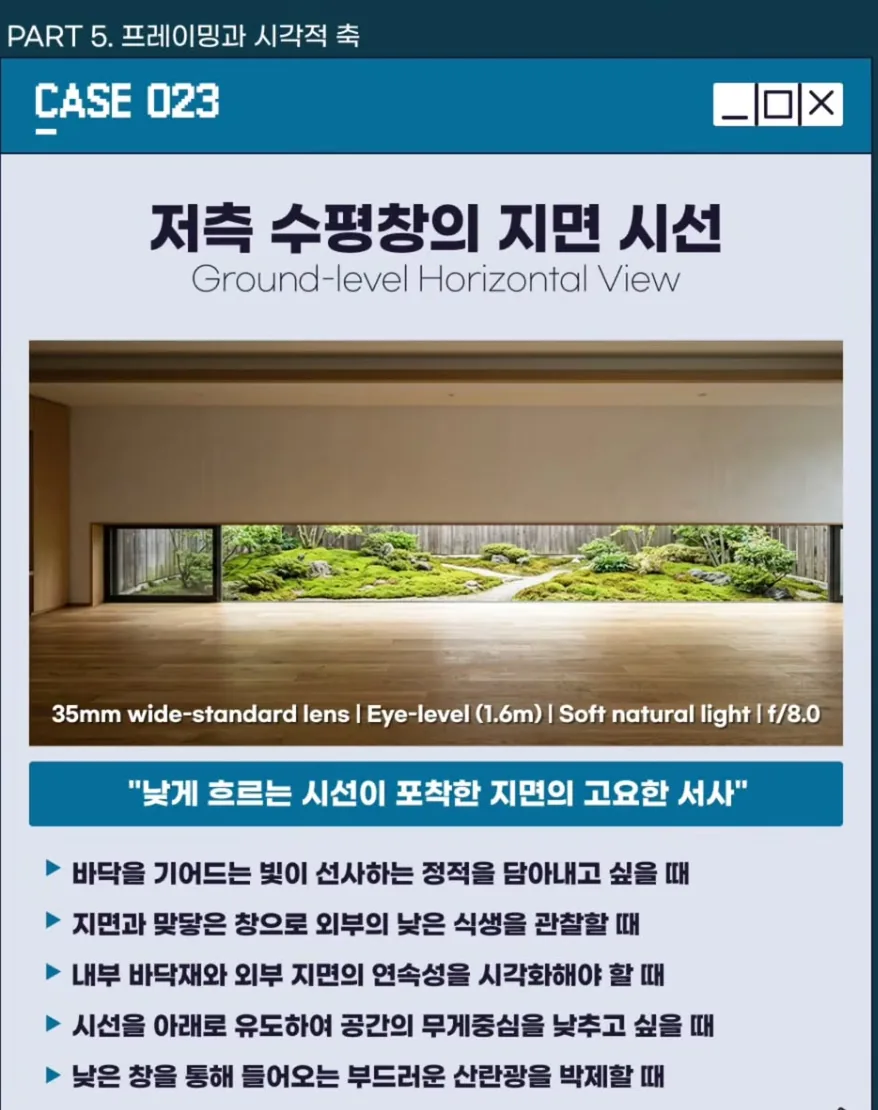 PART 5. 프레이밍과 시각적 축
CASE 023
저측 수평창의 지면 시선
Ground-level Horizontal View
35mm wide-standard lens | Eye-level (1.6m) | Soft natural light | f/8.0
"낮게 흐르는 시선이 포착한 지면의 고요한 서사"
▶ 바닥을 기어드는 빛이 선사하는 정적을 담아내고 싶을 때
▶ 지면과 맞닿은 창으로 외부의 낮은 식생을 관찰할 때
▶ 내부 바닥재와 외부 지면의 연속성을 시각화해야 할 때
▶ 시선을 아래로 유도하여 공간의 무게중심을 낮추고 싶을 때
▶ 낮은 창을 통해 들어오는 부드러운 산란광을 박제할 때